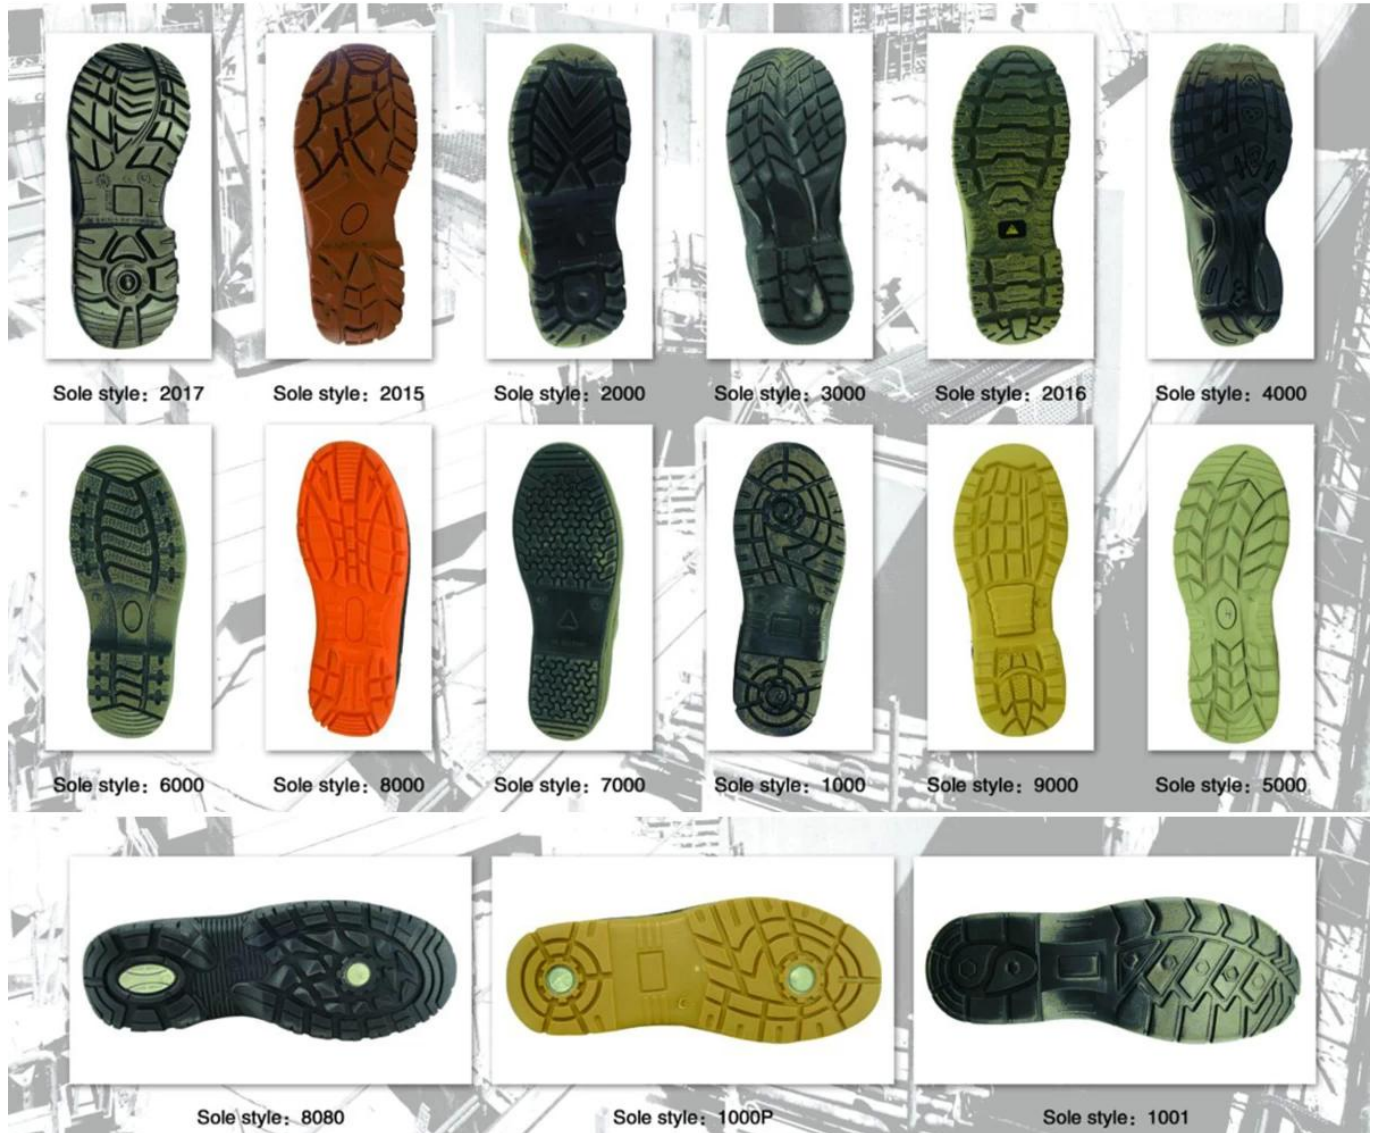 Sole style：2017
Sole style：2015
Sole style：2000
Sole style：3000
Sole style：2016
Sole style：4000
Sole style：6000
Sole style：8000
Sole style：7000
Sole style：1000
Sole style：9000
Sole style：5000
Sole style：8080
Sole style：1000P
Sole style：1001